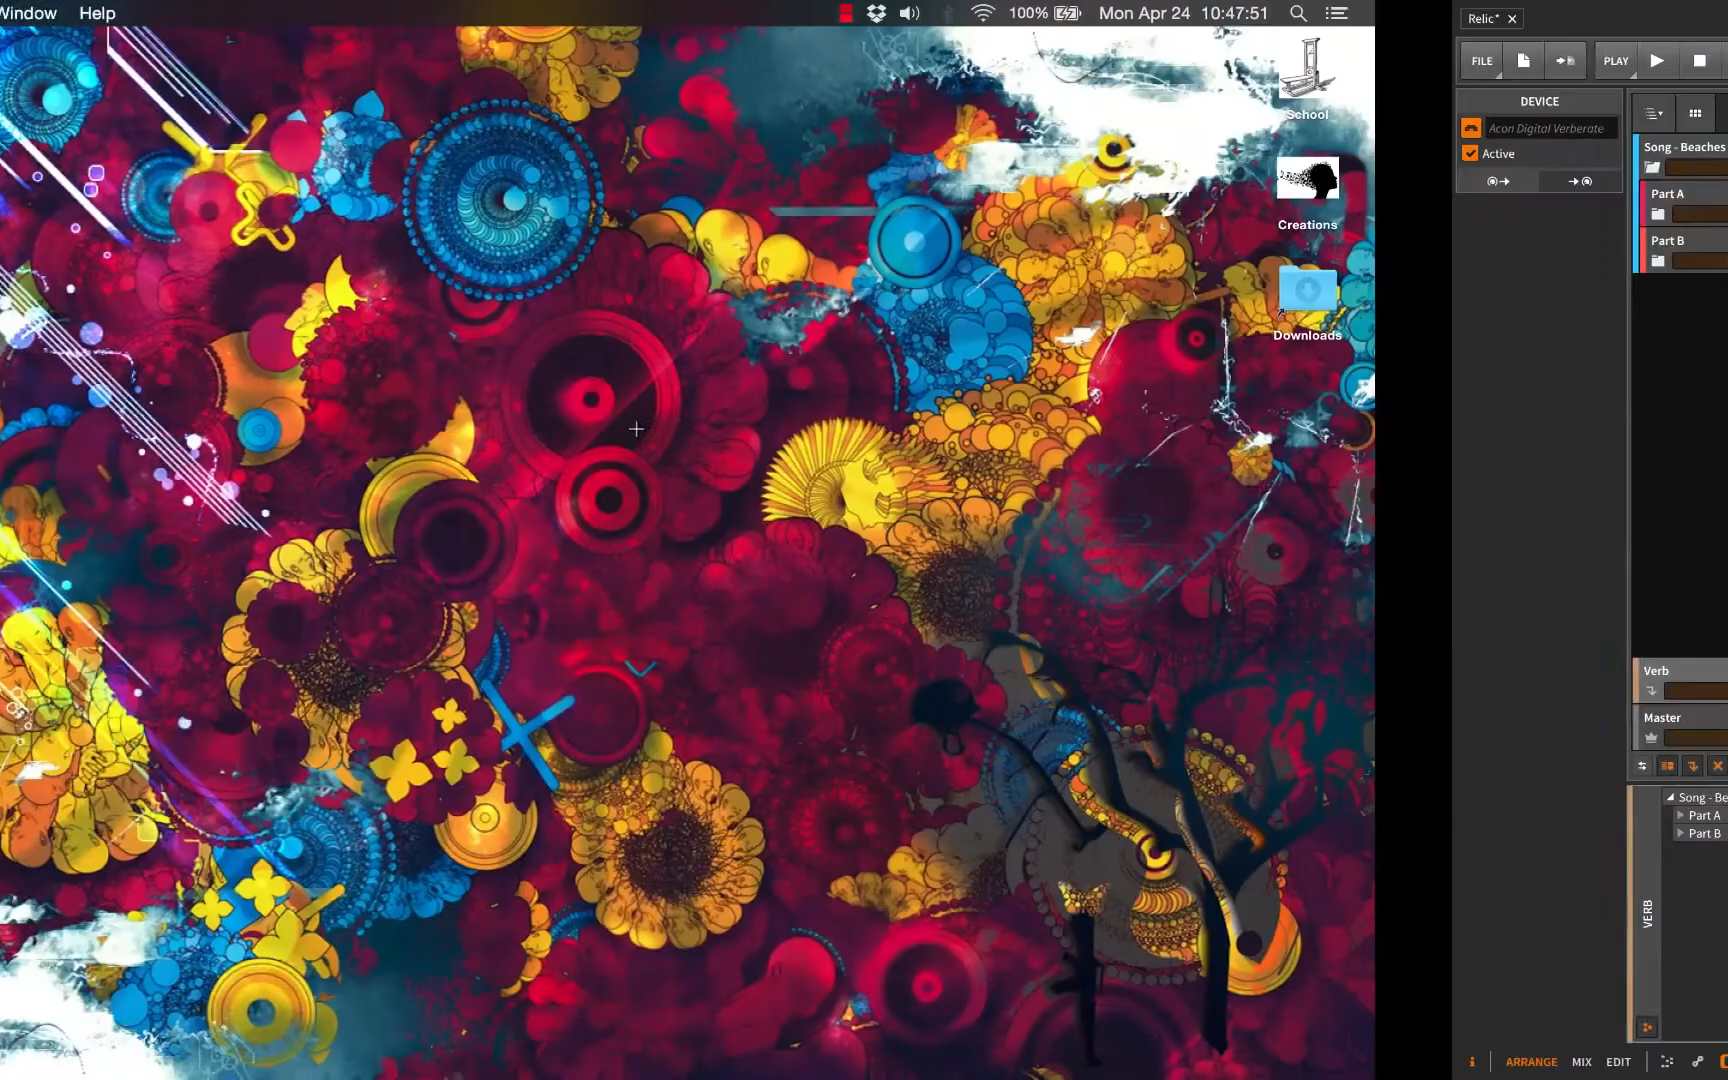 Window Help 100% Mon Apr 24 10:47:51
School
Creations
Downloads
Relic*
FILE PLAY
DEVICE
Acon Digital Verberate
Active
Song - Beaches
Part A
Part B
Verb
Master
Song - Be
Part A
Part B
VERB
i ARRANGE MIX EDIT